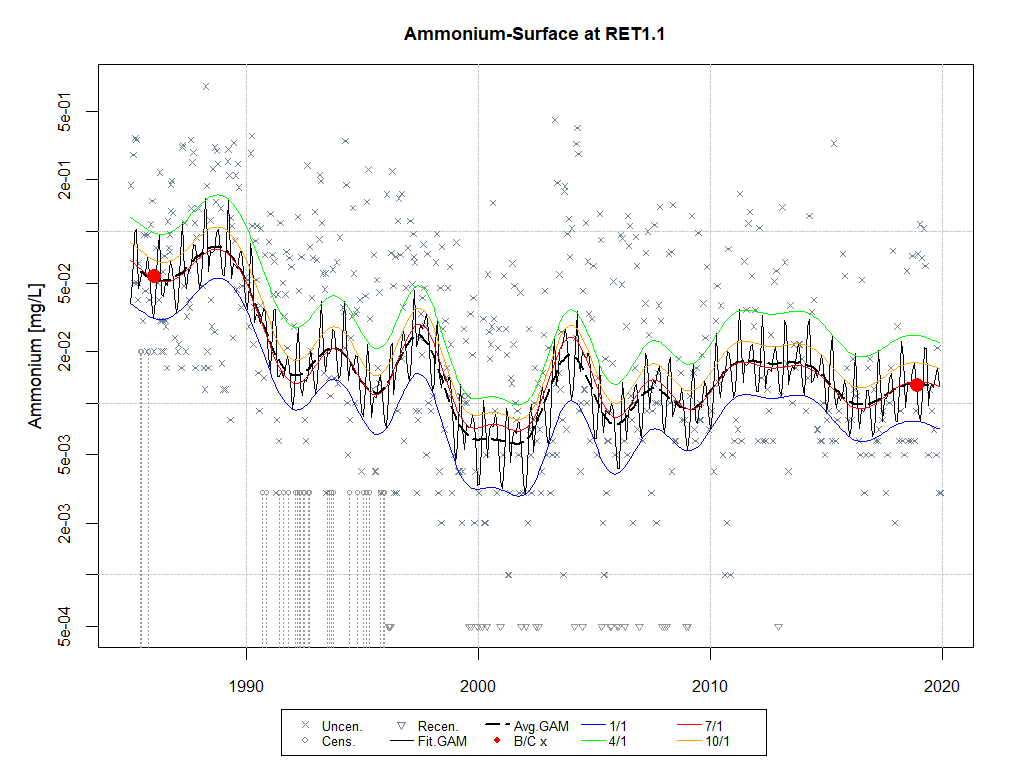 Ammonium-Surface at RET1.1
Ammonium [mg/L]
5e-01
2e-01
5e-02
2e-02
5e-03
2e-03
5e-04
1990 2000 2010 2020
Uncen. Recen. Avg.GAM 1/1 7/1
Cens. Fit.GAM B/C x 4/1 10/1